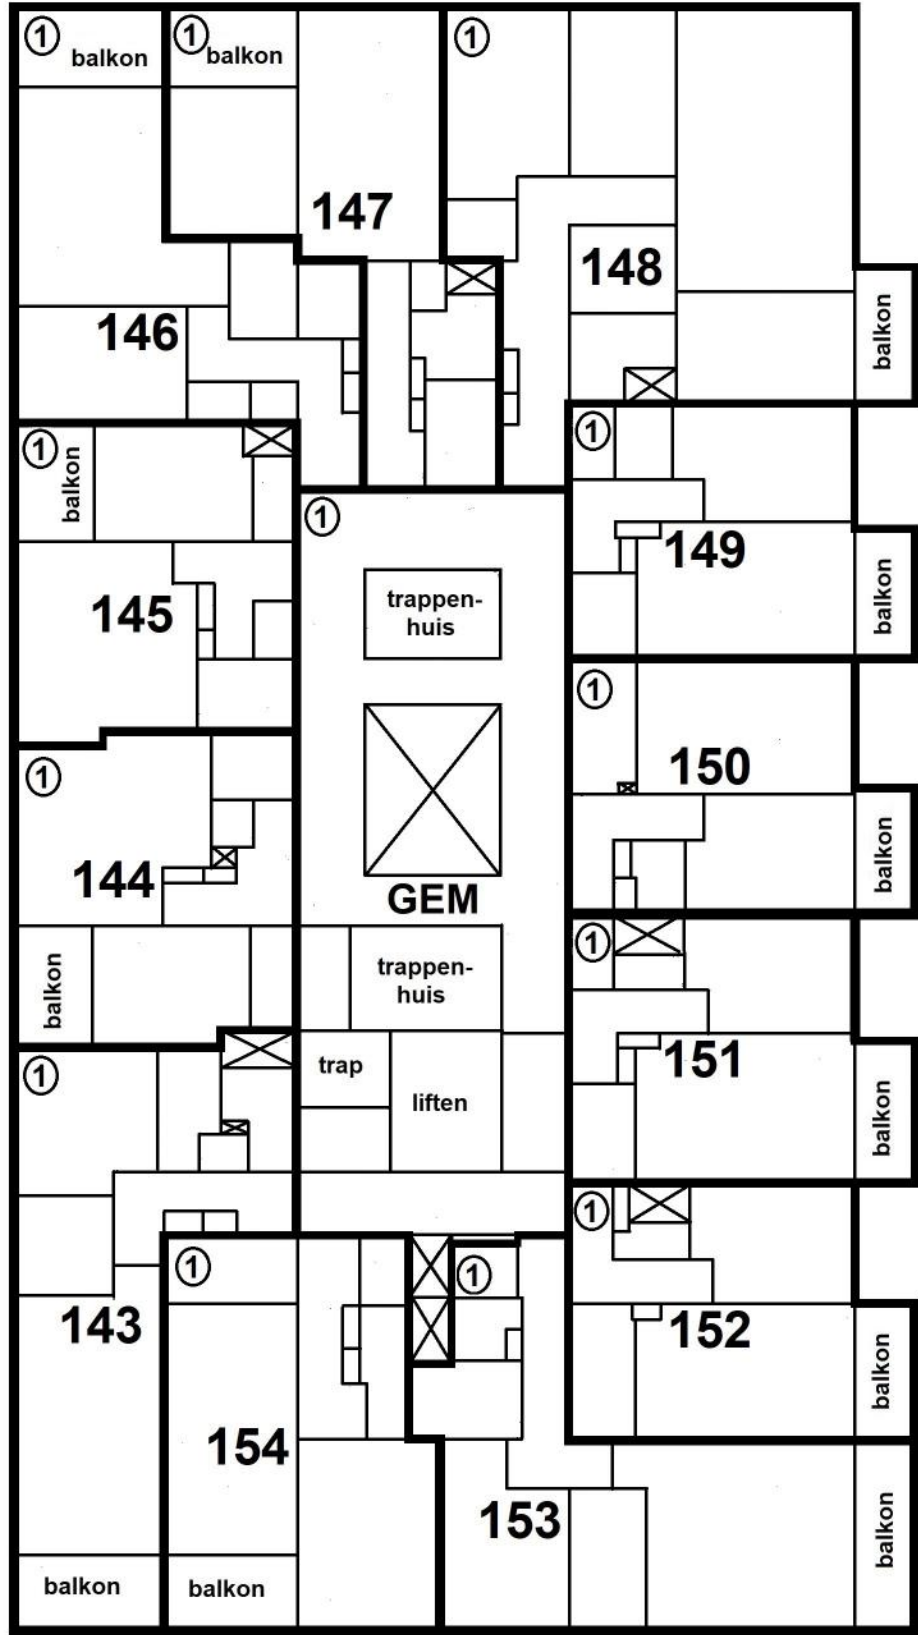 1 balkon
1 balkon
1
147
148
146
balkon
1
balkon
1
149
balkon
145
1
trappen-
huis
1
150
balkon
1
144
GEM
balkon
1
trappen-
huis
151
balkon
1
trap
liften
1
152
balkon
143
1
1
154
153
balkon
balkon
balkon